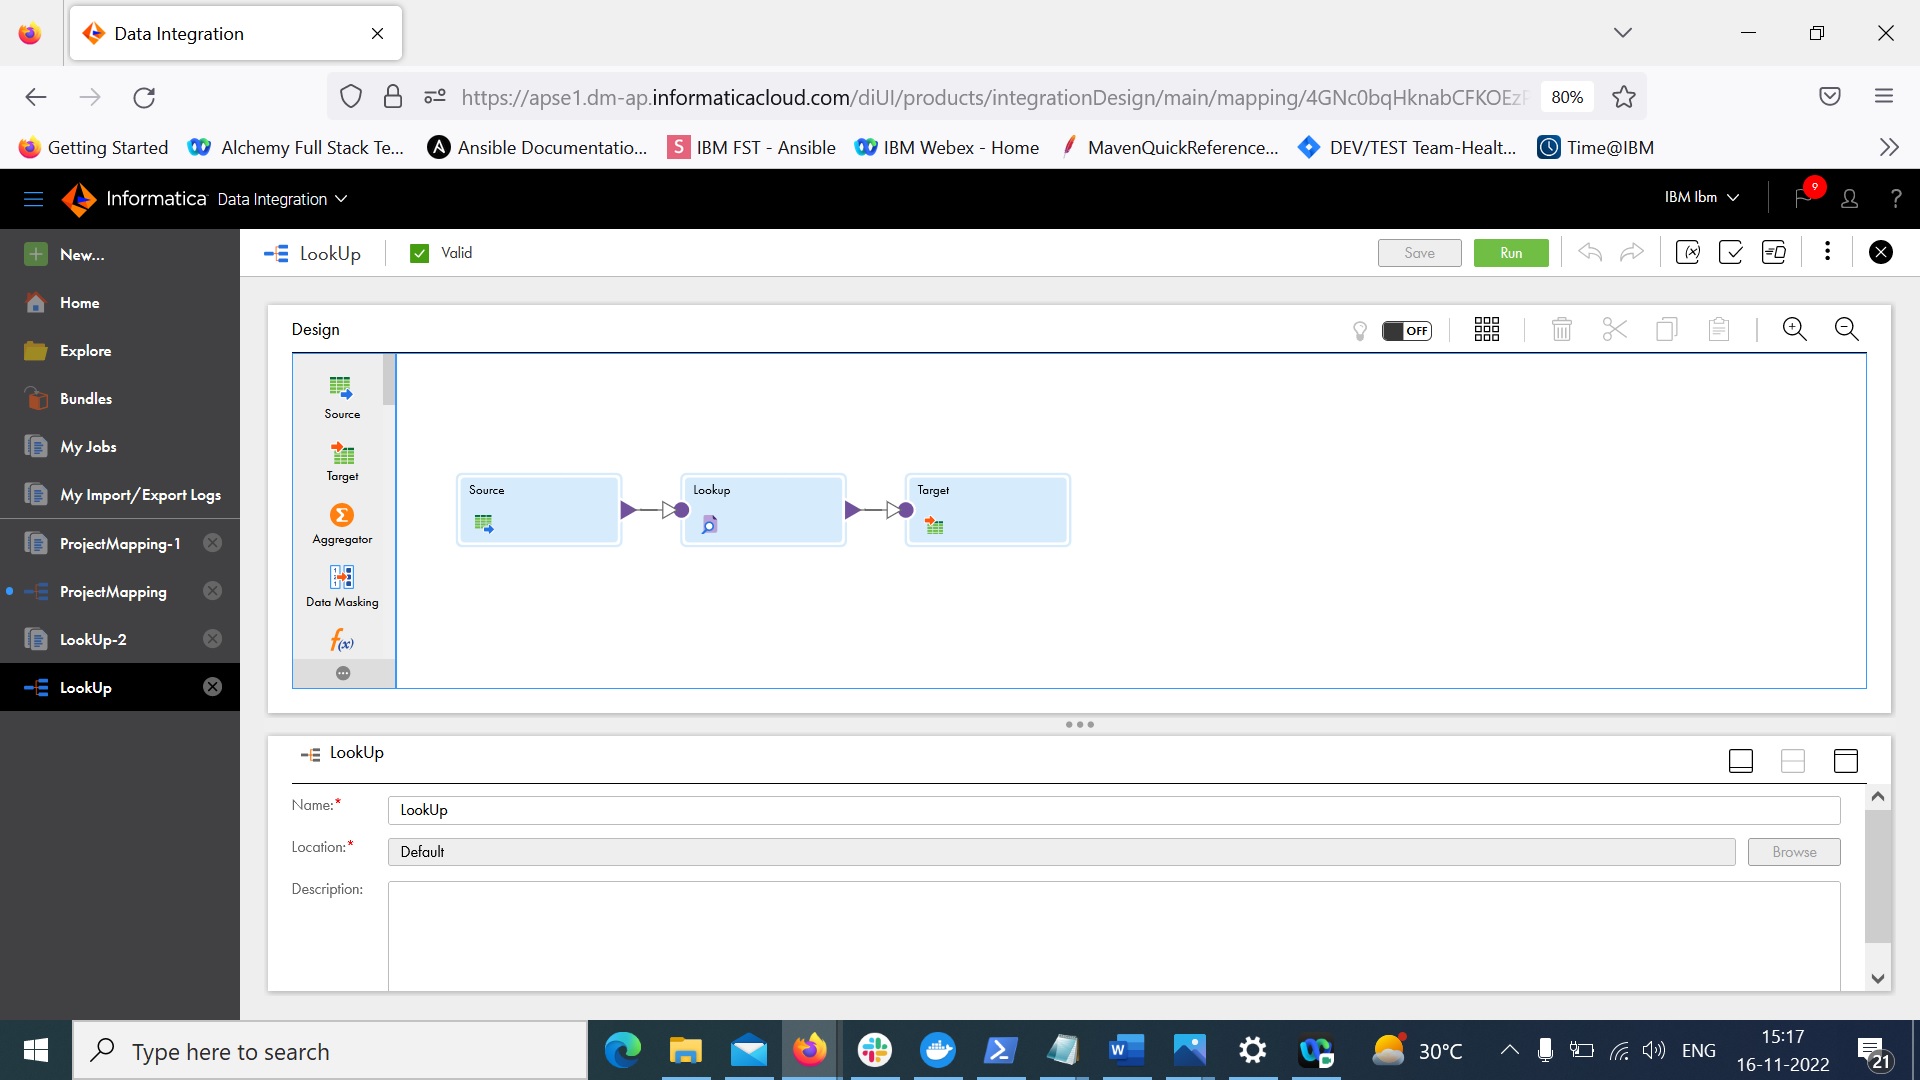 Data Integration
https://apse1.dm-ap.informaticacloud.com/diUI/products/integrationDesign/main/mapping/4GNc0bqHknabCFKOEzF
80%
Getting Started
Alchemy Full Stack Te...
Ansible Documentatio...
S IBM FST - Ansible
IBM Webex - Home
MavenQuickReference...
DEV/TEST Team-Healt...
Time@IBM
Informatica Data Integration
IBM Ibm
9
?
New...
LookUp
Valid
Save
Run
Home
Explore
Bundles
My Jobs
My Import/Export Logs
ProjectMapping-1
ProjectMapping
LookUp-2
LookUp
Design
OFF
Source
Target
Aggregator
Data Masking
f(x)
Source
Lookup
Target
LookUp
Name:*
LookUp
Location:*
Default
Browse
Description:
Type here to search
30°C
ENG
15:17
16-11-2022
21